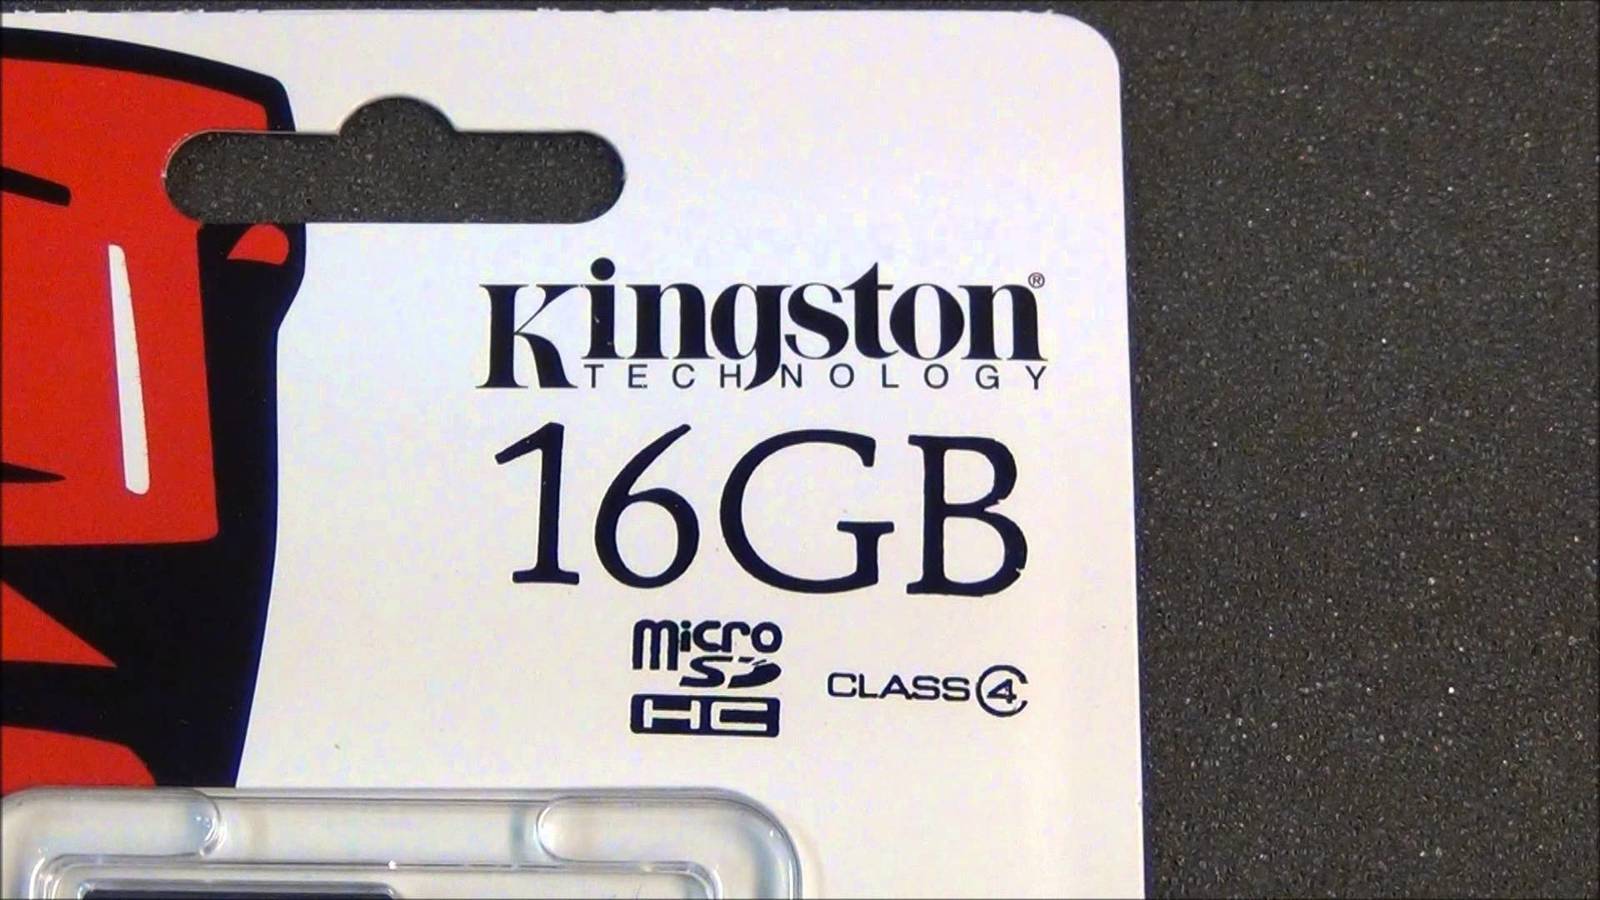 Kingston®
TECHNOLOGY
16GB
micro
SD
HC
CLASS 4